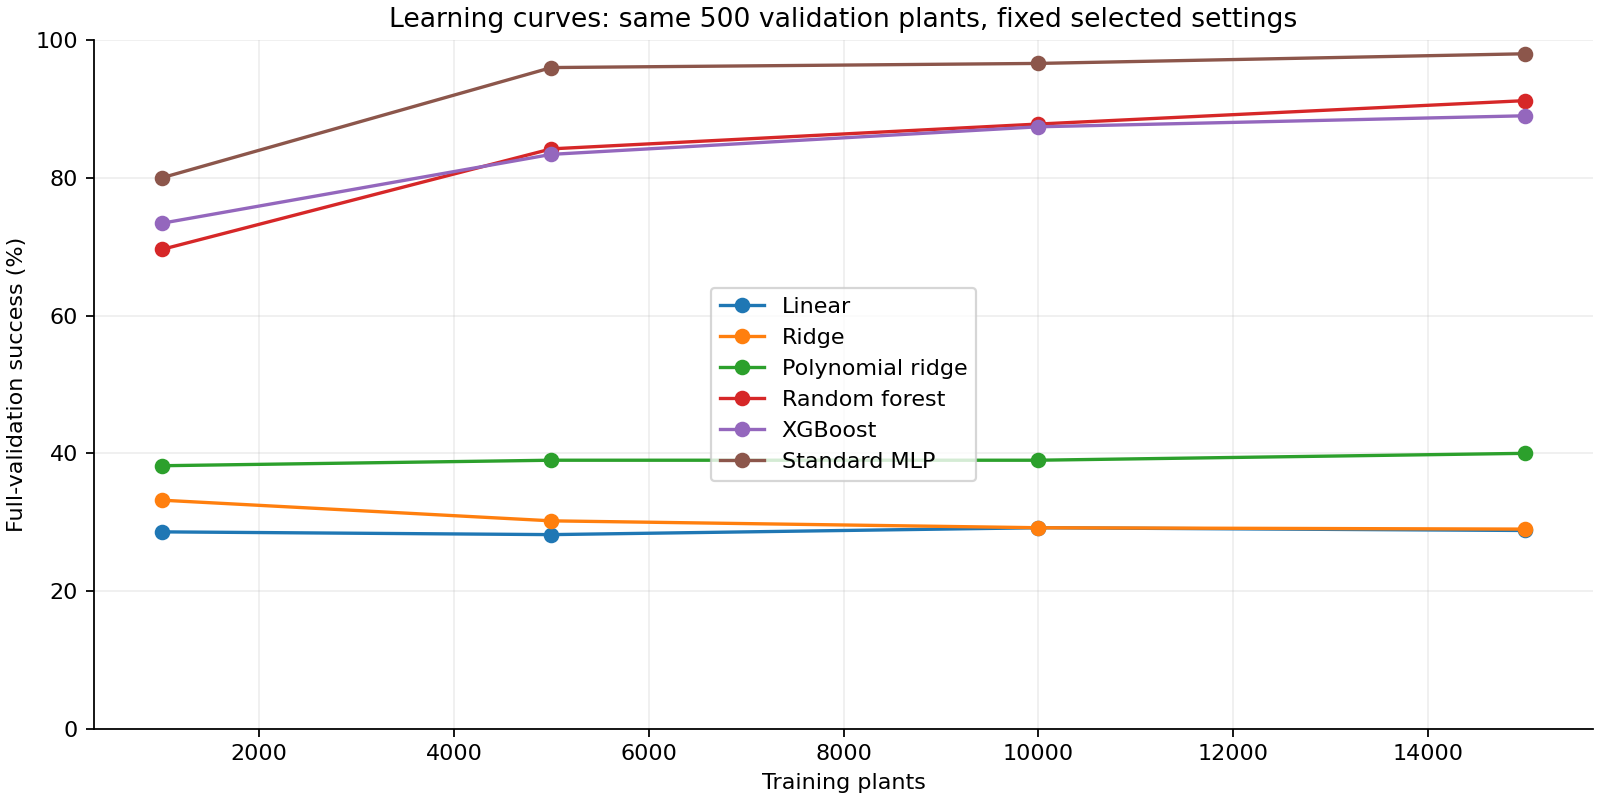 Learning curves: same 500 validation plants, fixed selected settings
Full-validation success (%)
100
80
60
40
20
0
Linear
Ridge
Polynomial ridge
Random forest
XGBoost
Standard MLP
2000 4000 6000 8000 10000 12000 14000
Training plants